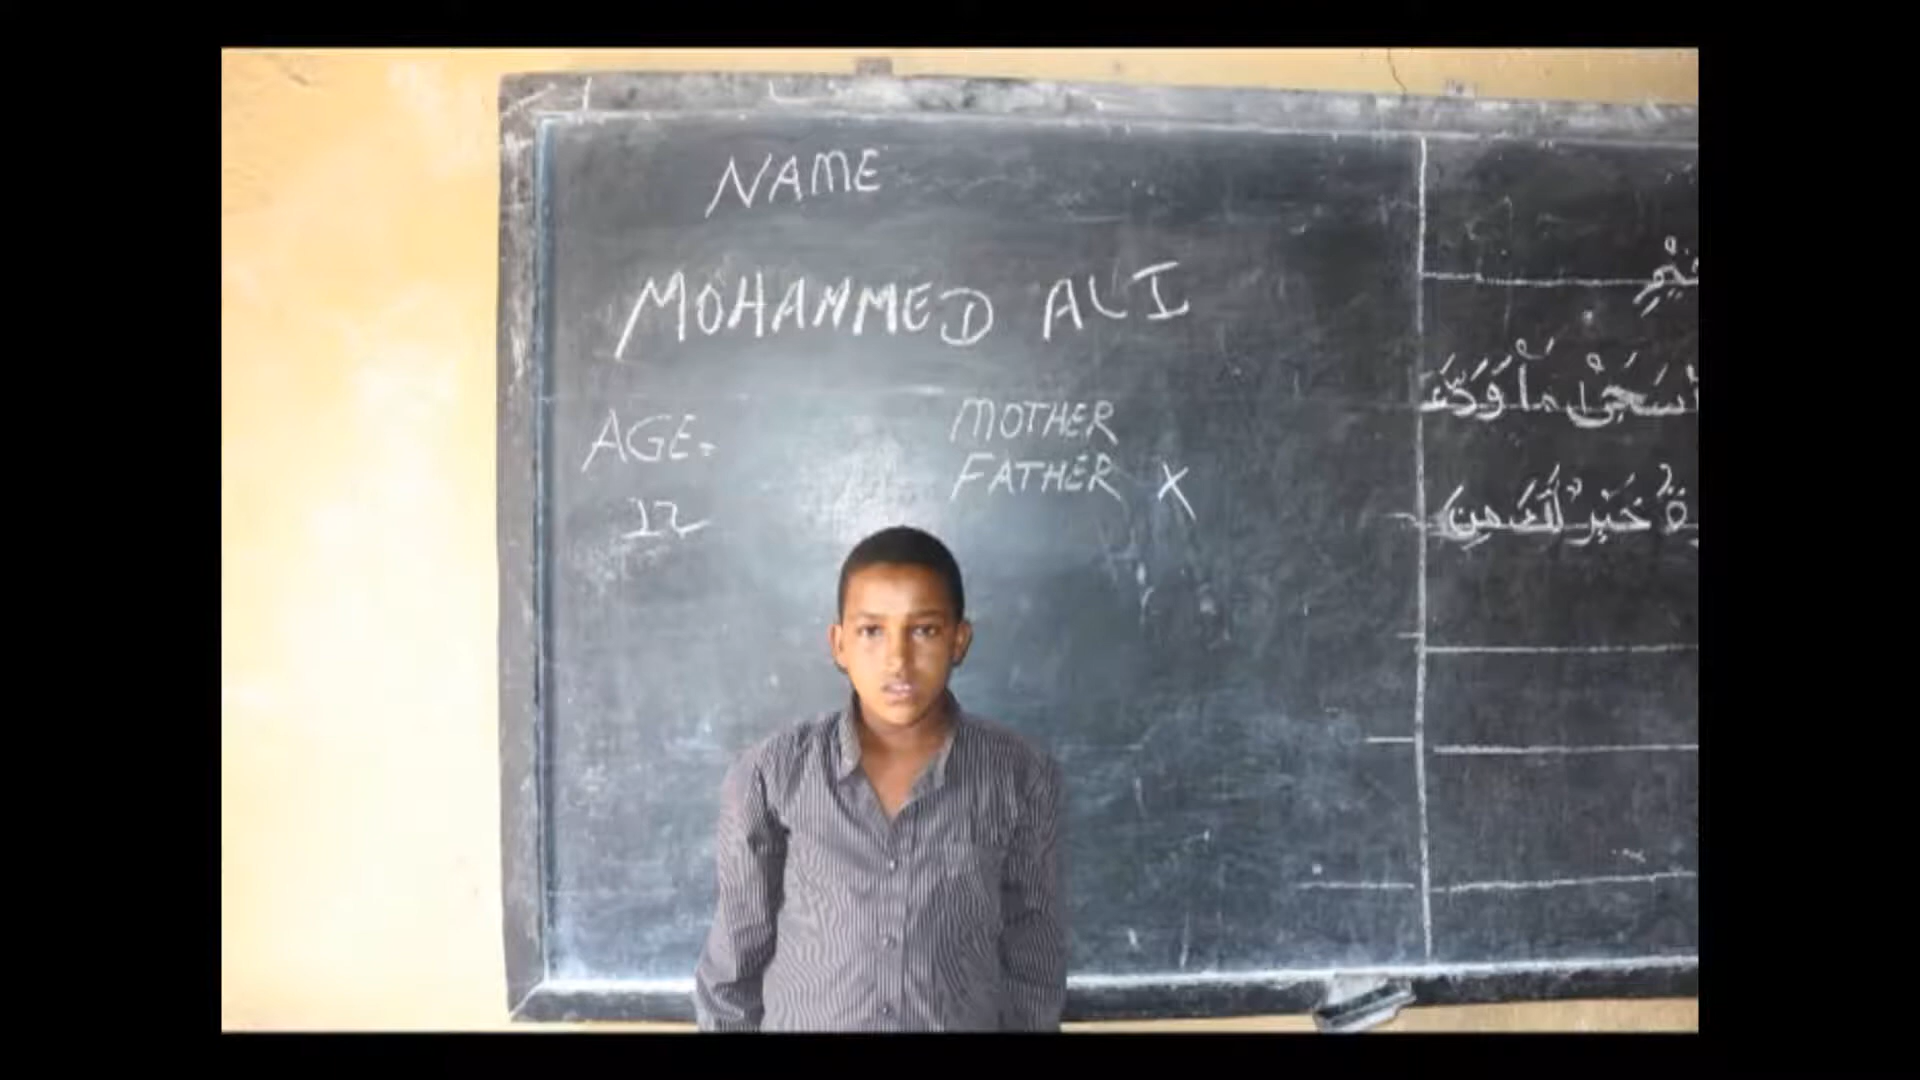 NAME
MOHAMMED ALI
AGE=
12
MOTHER
FATHER X
سَجَىٰ مَا وَدَّعَ
ةُ خَيْرٌ لَّكَ مِن